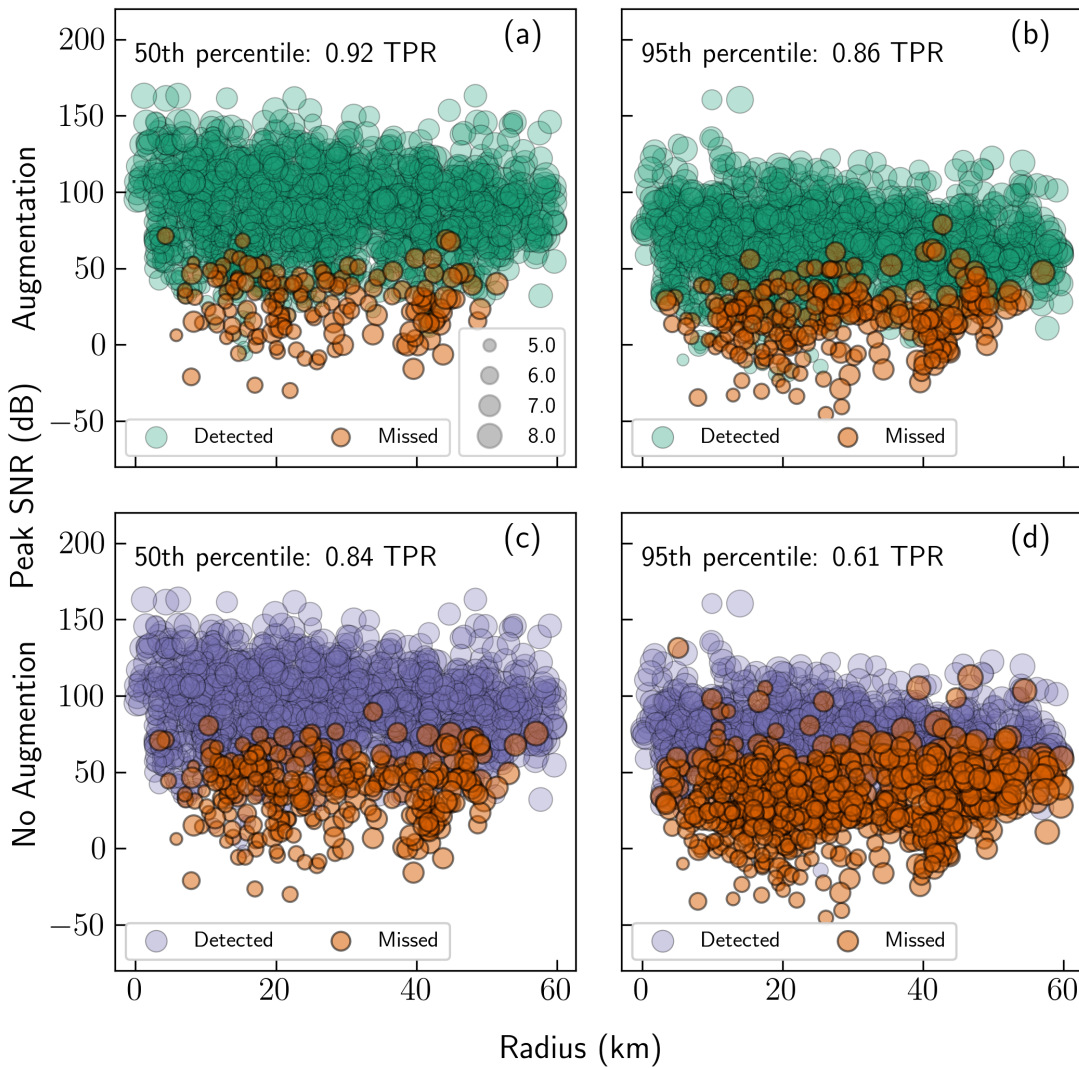 (a)
50th percentile: 0.92 TPR
(b)
95th percentile: 0.86 TPR
200
150
100
50
0
−50
Augmentation
5.0
6.0
7.0
8.0
Detected
Missed
Detected
Missed
Peak SNR (dB)
(c)
50th percentile: 0.84 TPR
(d)
95th percentile: 0.61 TPR
200
150
100
50
0
−50
No Augmention
Detected
Missed
Detected
Missed
0
20
40
60
0
20
40
60
Radius (km)